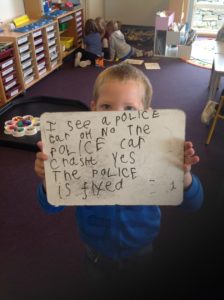 I see a POLICE
car oh No the
POLICE car
crash yes
The POLICE
is fixed